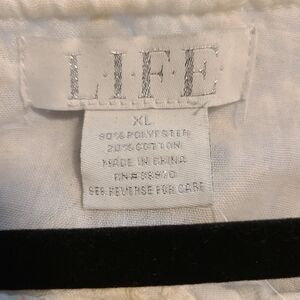 L·I·F·E
XL
80% POLYESTER
20% COTTON
MADE IN CHINA
SEE REVERSE FOR CARE